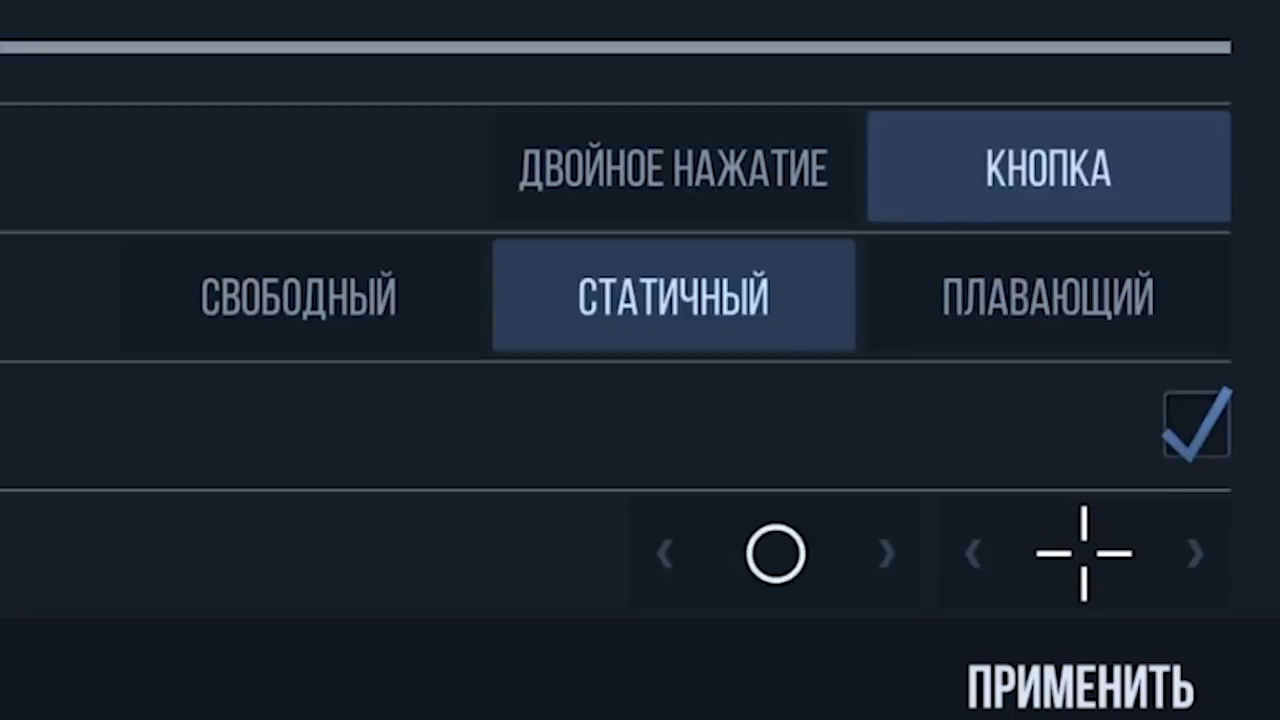 ДВОЙНОЕ НАЖАТИЕ КНОПКА
СВОБОДНЫЙ СТАТИЧНЫЙ ПЛАВАЮЩИЙ
ПРИМЕНИТЬ